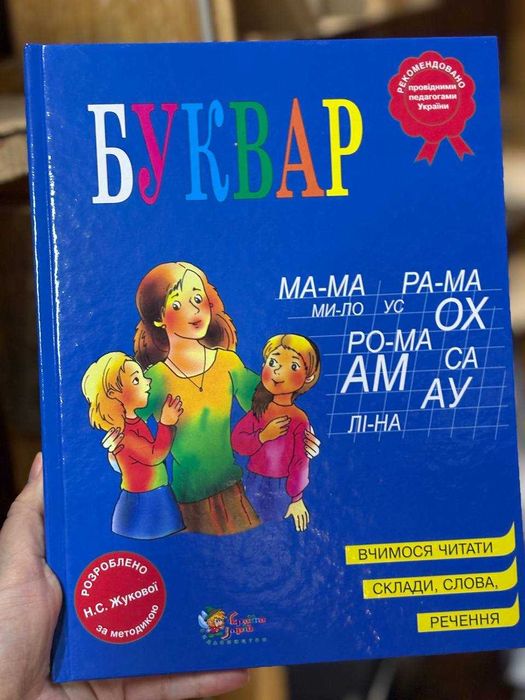 БУКВАР
РЕКОМЕНДОВАНО
провідними
педагогами
України
МА-МА РА-МА
МИ-ЛО УС ОХ
РО-МА СА
АМ АУ
ЛІ-НА
ВЧИМОСЯ ЧИТАТИ
СКЛАДИ, СЛОВА,
РЕЧЕННЯ
РОЗРОБЛЕНО
Н.С. Жукової
за методикою